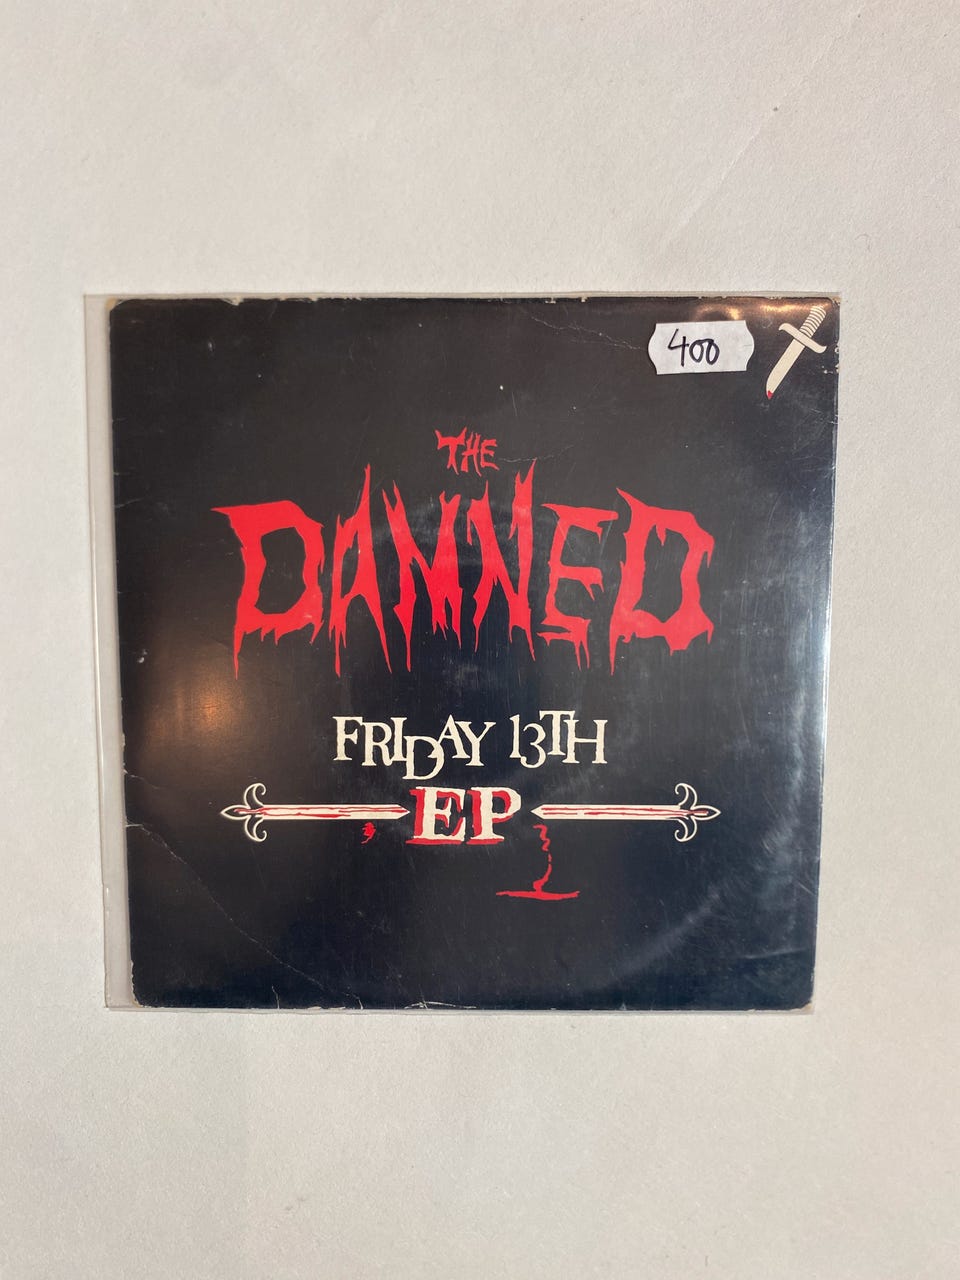 400
THE
DAMNED
FRIDAY 13TH
EP